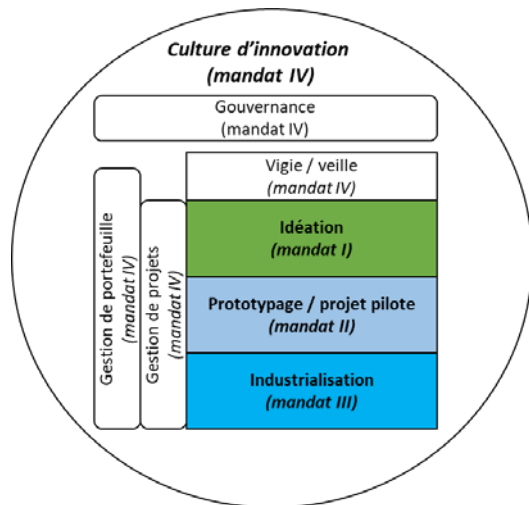 Culture d’innovation
(mandat IV)
Gouvernance
(mandat IV)
Gestion de portefeuille
(mandat IV)
Gestion de projets
(mandat IV)
Vigie / veille
(mandat IV)
Idéation
(mandat I)
Prototypage / projet pilote
(mandat II)
Industrialisation
(mandat III)